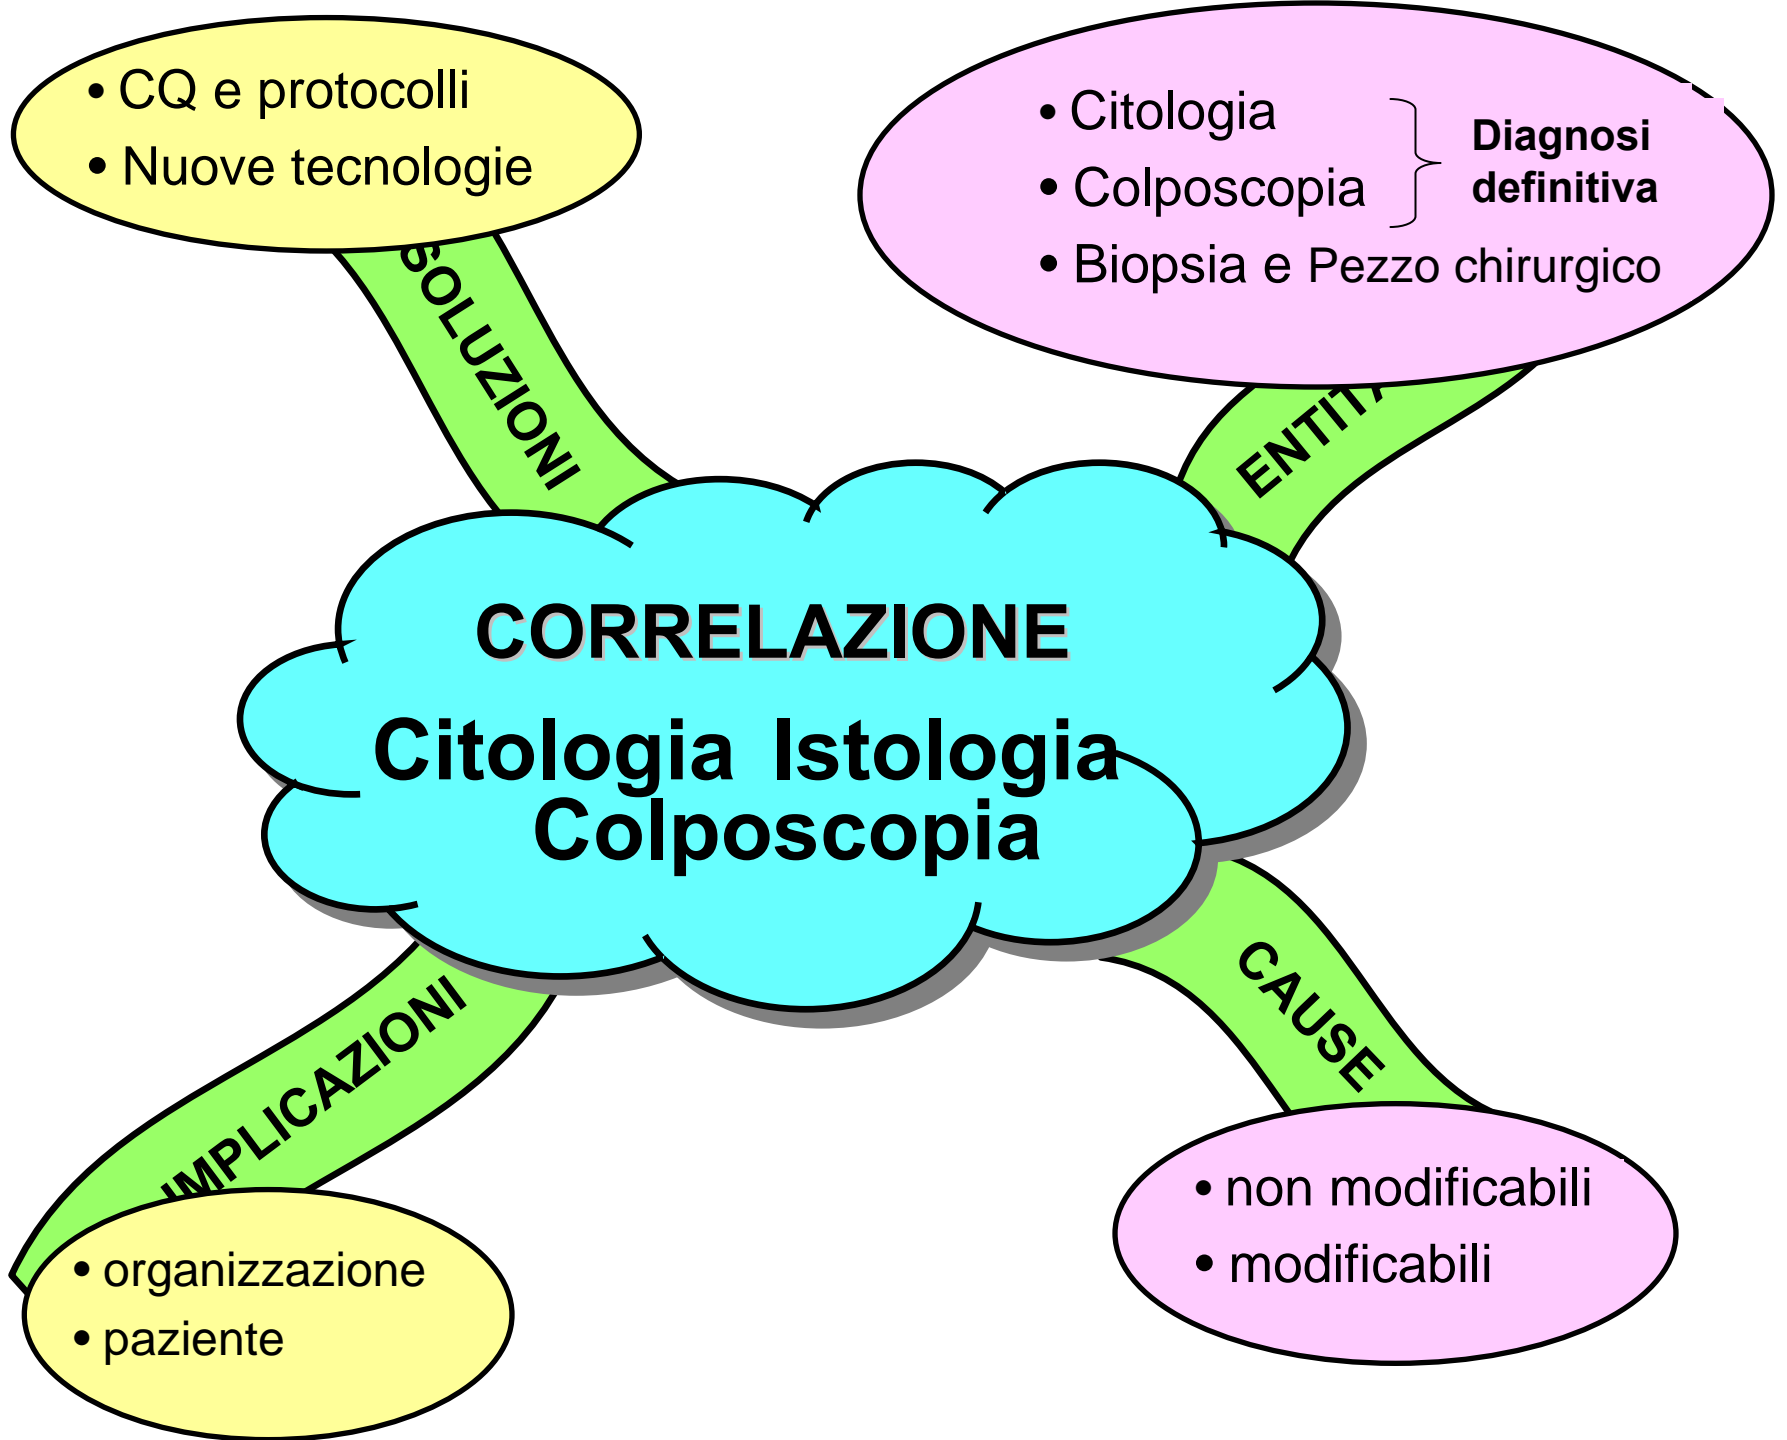 • CQ e protocolli
• Nuove tecnologie
• Citologia
• Colposcopia
Diagnosi
definitiva
• Biopsia e Pezzo chirurgico
SOLUZIONI
ENTITÀ
CORRELAZIONE
Citologia Istologia
Colposcopia
IMPLICAZIONI
CAUSE
• organizzazione
• paziente
• non modificabili
• modificabili